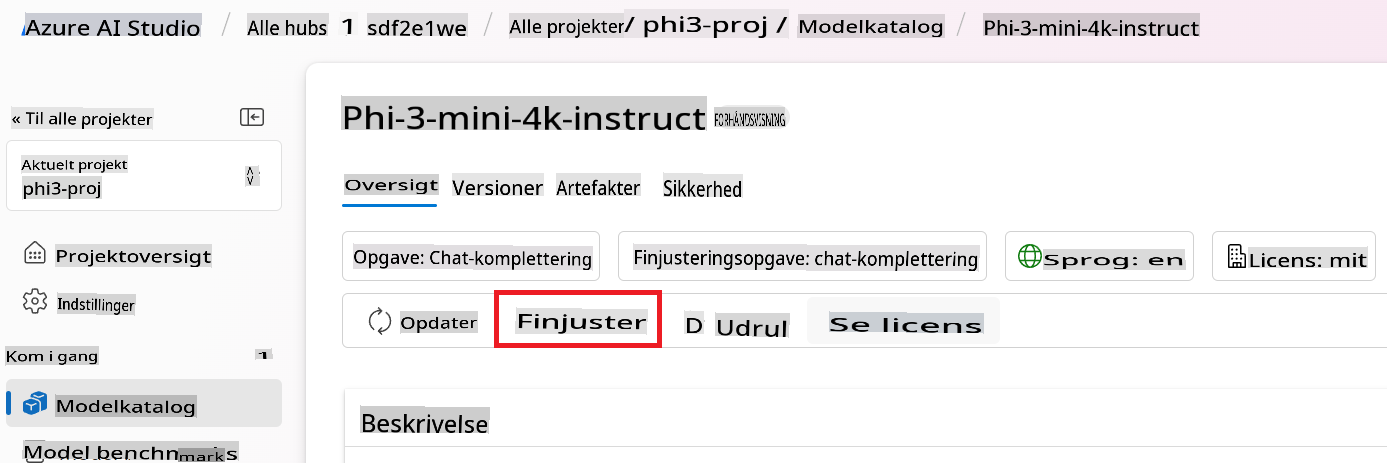 Azure AI Studio / Alle hubs 1 sdf2e1we / Alle projekter / phi3-proj / Modelkatalog / Phi-3-mini-4k-instruct
« Til alle projekter
Aktuelt projekt
phi3-proj
Projektoversigt
Indstillinger
Kom i gang
Modelkatalog
Model benchmarks
Phi-3-mini-4k-instruct FORHÅNDSVISNING
Oversigt Versioner Artefakter Sikkerhed
Opgave: Chat-komplettering Finjusteringsopgave: chat-komplettering Sprog: en Licens: mit
Opdater Finjuster D Udrul Se licens
Beskrivelse